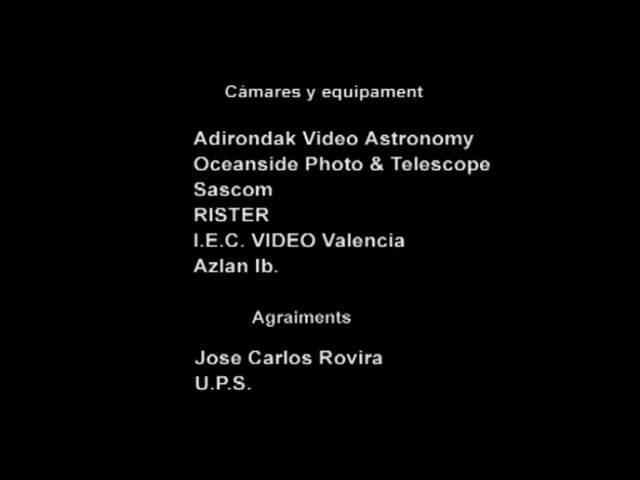 Cámares y equipament
Adirondak Video Astronomy
Oceanside Photo & Telescope
Sascom
RISTER
I.E.C. VIDEO Valencia
Azlan Ib.
Agraiments
Jose Carlos Rovira
U.P.S.